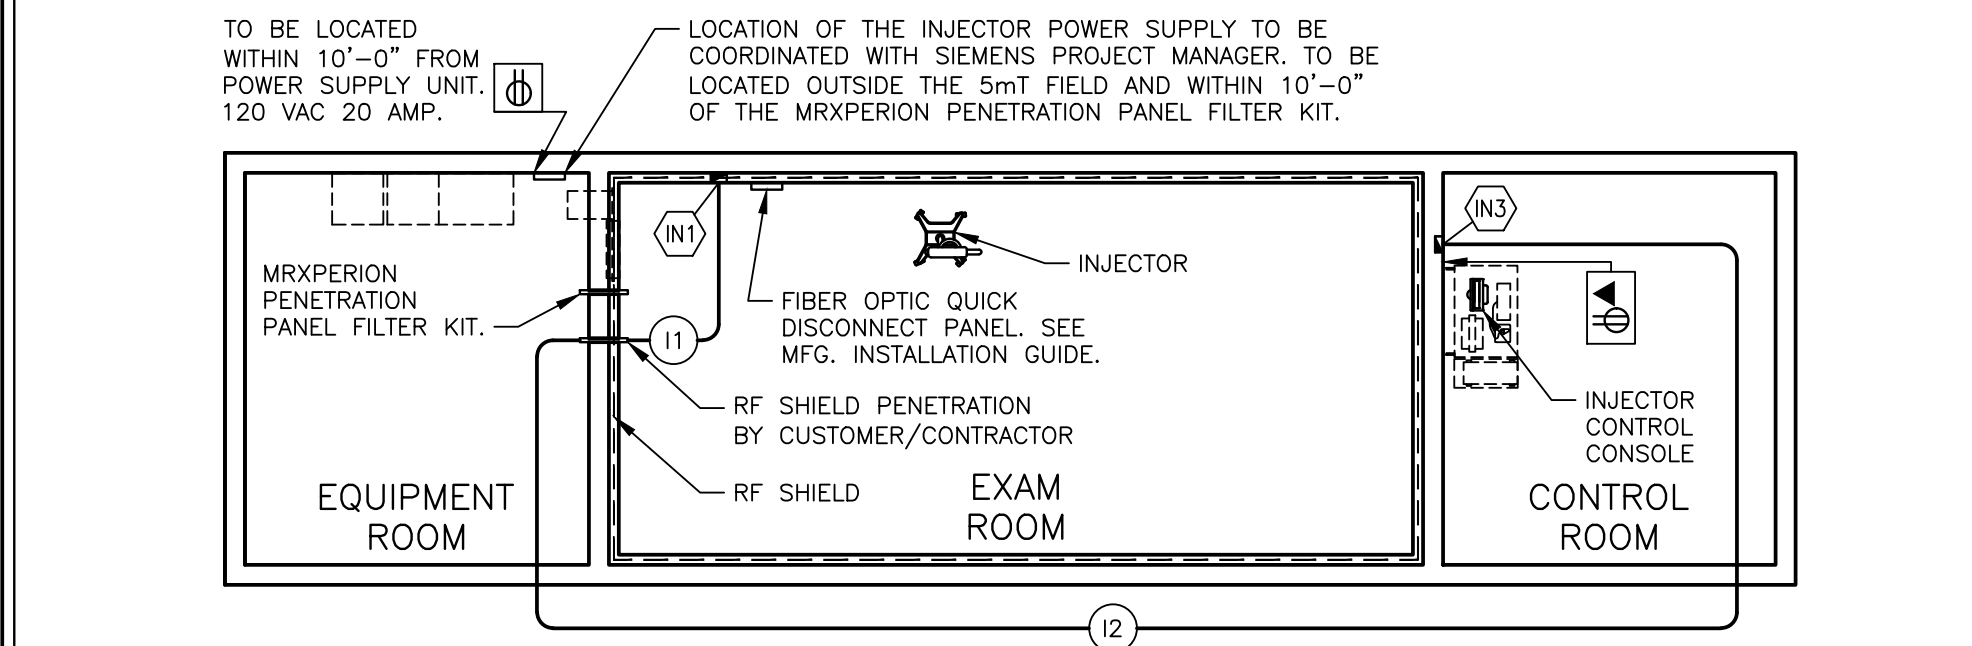 TO BE LOCATED
WITHIN 10'-0" FROM
POWER SUPPLY UNIT.
120 VAC 20 AMP.
LOCATION OF THE INJECTOR POWER SUPPLY TO BE
COORDINATED WITH SIEMENS PROJECT MANAGER. TO BE
LOCATED OUTSIDE THE 5mT FIELD AND WITHIN 10'-0"
OF THE MRXPERION PENETRATION PANEL FILTER KIT.
IN1
IN3
INJECTOR
MRXPERION
PENETRATION
PANEL FILTER KIT.
FIBER OPTIC QUICK
DISCONNECT PANEL. SEE
MFG. INSTALLATION GUIDE.
I1
RF SHIELD PENETRATION
BY CUSTOMER/CONTRACTOR
INJECTOR
CONTROL
CONSOLE
RF SHIELD
EQUIPMENT
ROOM
EXAM
ROOM
CONTROL
ROOM
I2